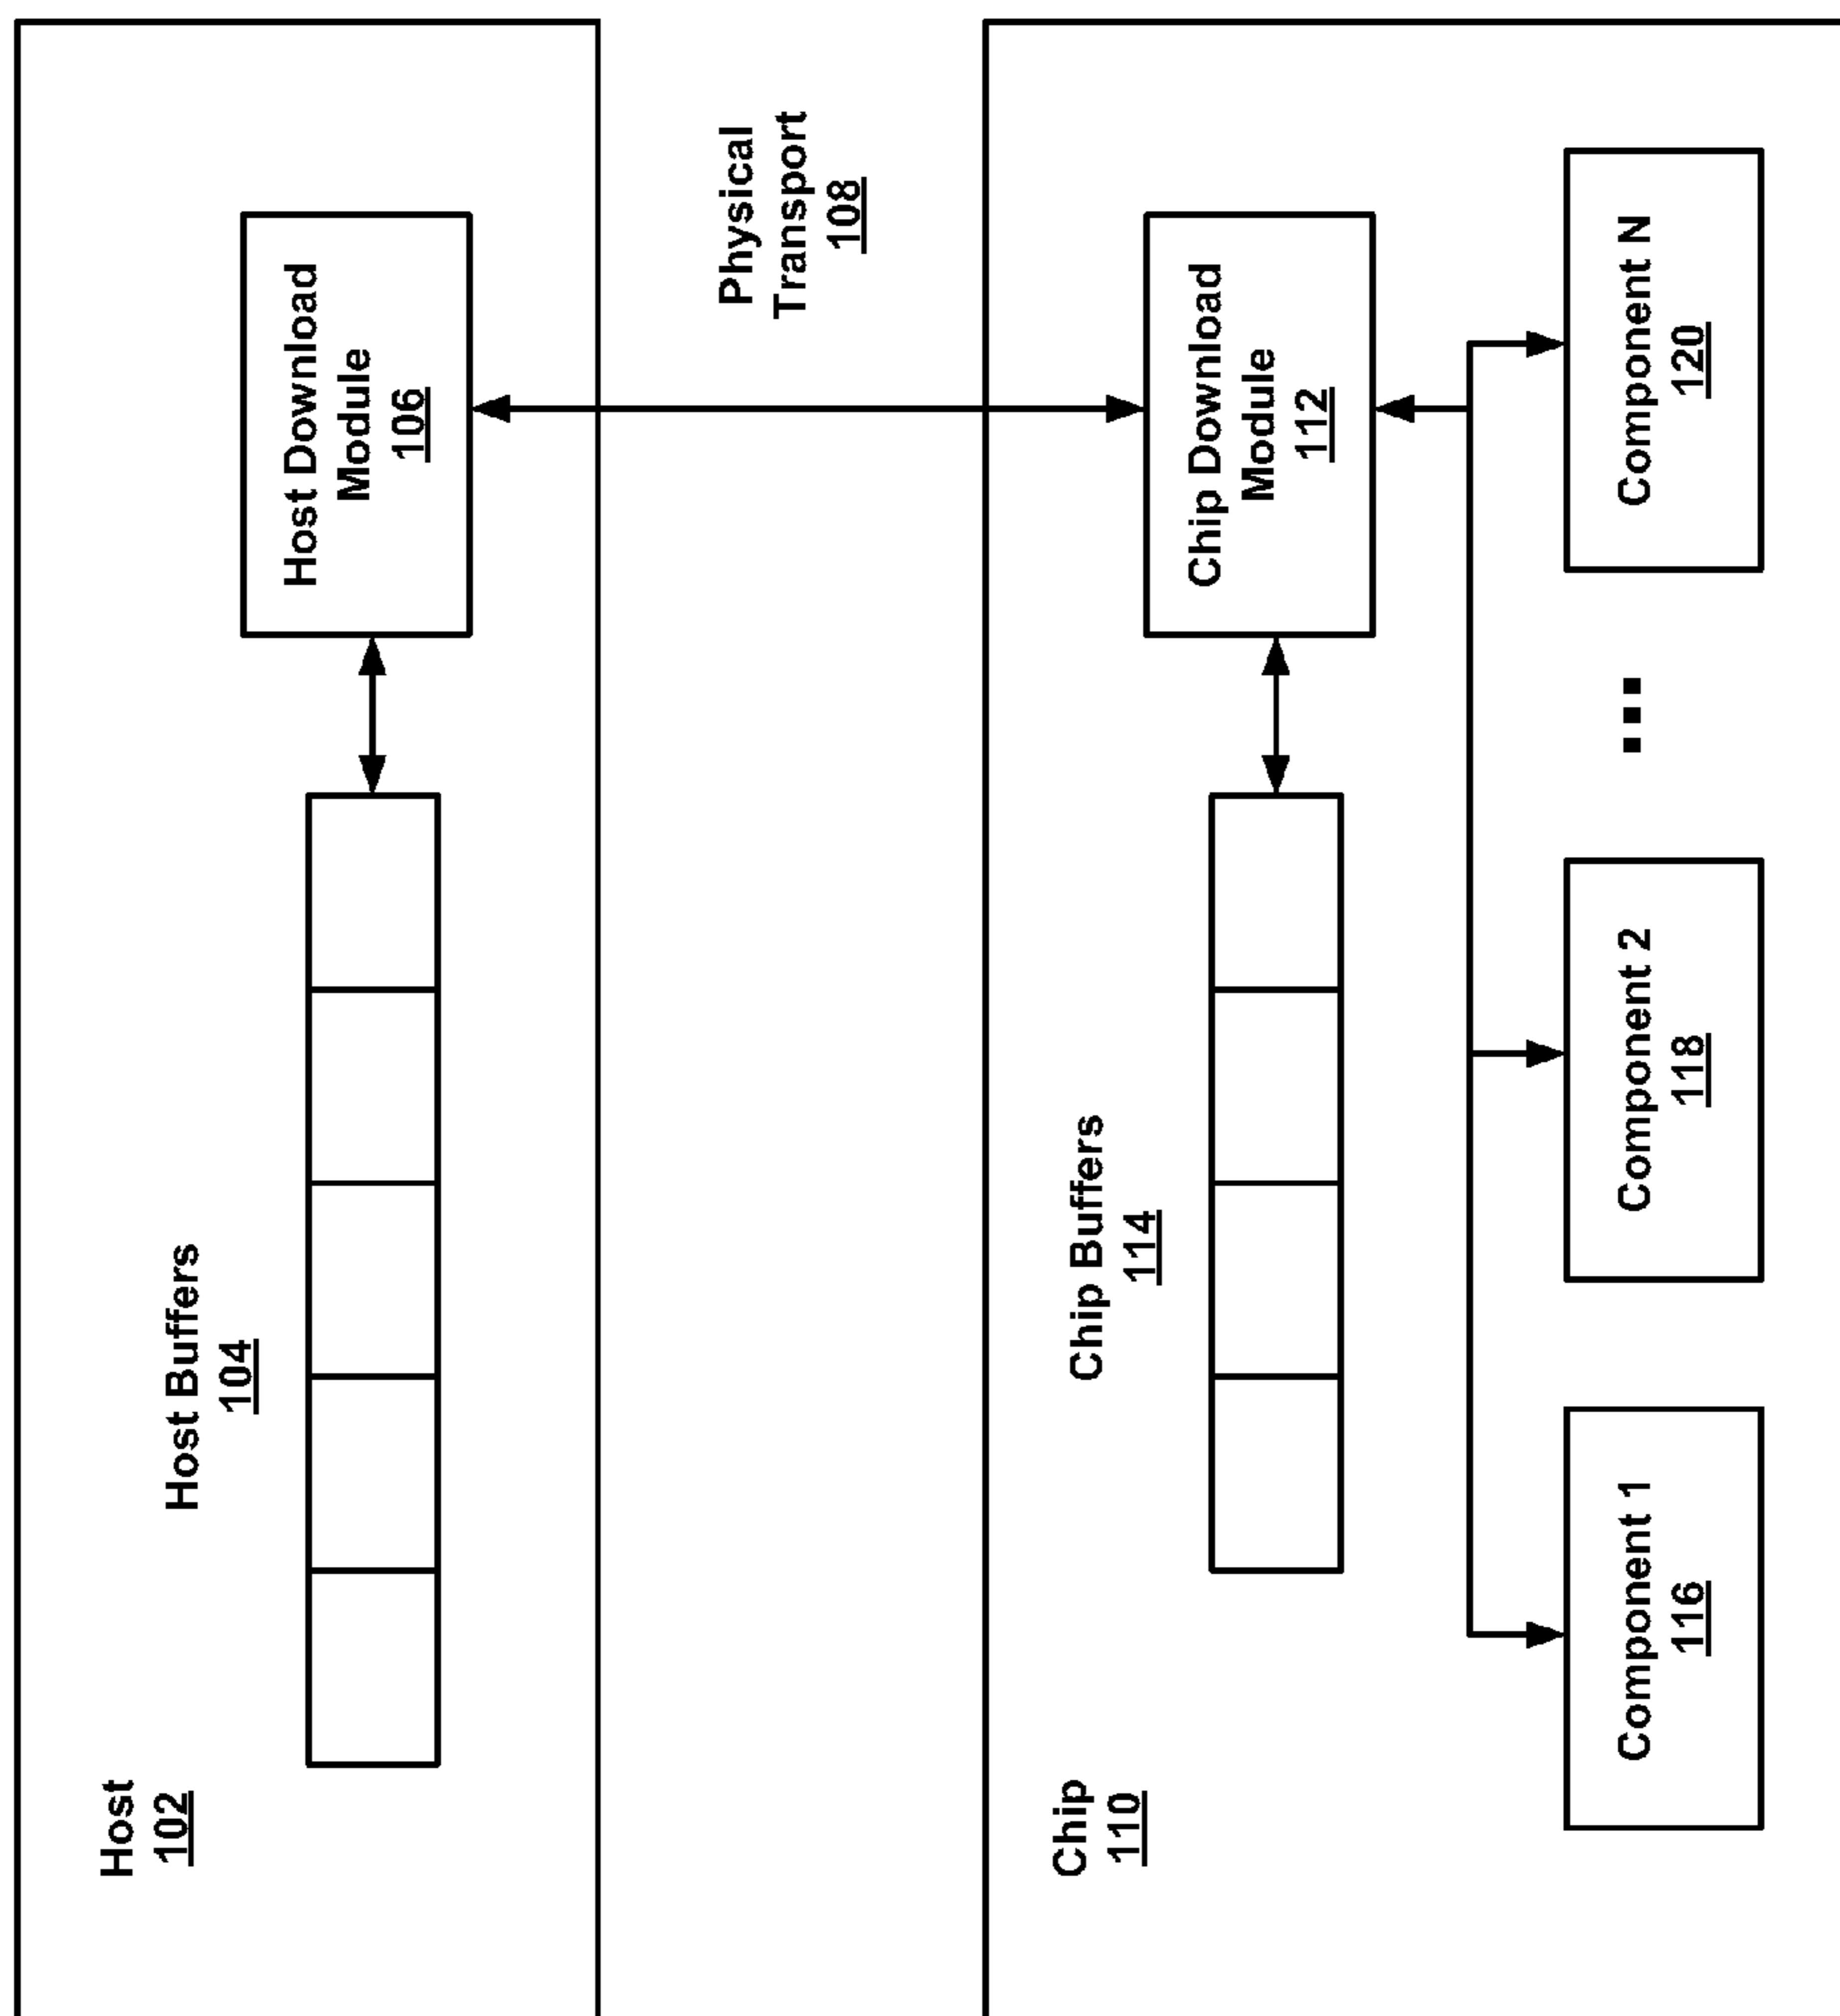 Host
102
Host Buffers
104
Host Download
Module
106
Physical
Transport
108
Chip
110
Chip Buffers
114
Chip Download
Module
112
Component 1
116
Component 2
118
...
Component N
120